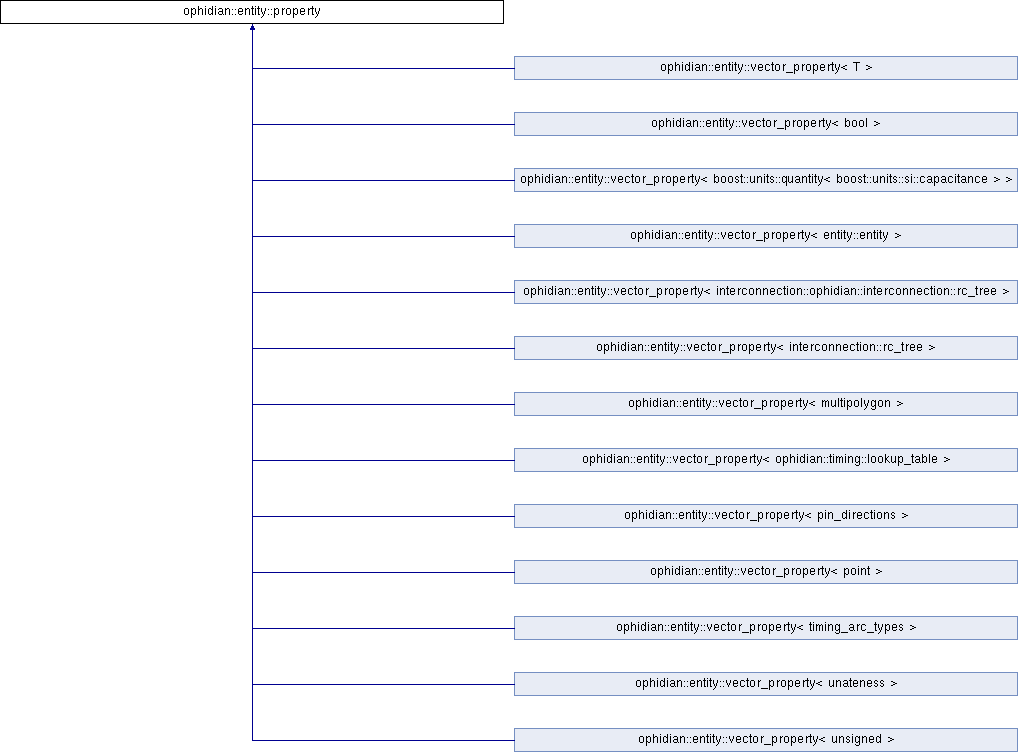 ophidian::entity::property
ophidian::entity::vector_property< T >
ophidian::entity::vector_property< bool >
ophidian::entity::vector_property< boost::units::quantity< boost::units::si::capacitance > >
ophidian::entity::vector_property< entity::entity >
ophidian::entity::vector_property< interconnection::ophidian::interconnection::rc_tree >
ophidian::entity::vector_property< interconnection::rc_tree >
ophidian::entity::vector_property< multipolygon >
ophidian::entity::vector_property< ophidian::timing::lookup_table >
ophidian::entity::vector_property< pin_directions >
ophidian::entity::vector_property< point >
ophidian::entity::vector_property< timing_arc_types >
ophidian::entity::vector_property< unateness >
ophidian::entity::vector_property< unsigned >